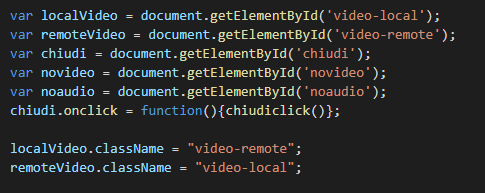 var localVideo = document.getElementById('video-local');
var remoteVideo = document.getElementById('video-remote');
var chiudi = document.getElementById('chiudi');
var novideo = document.getElementById('novideo');
var noaudio = document.getElementById('noaudio');
chiudi.onclick = function(){chiudiclick()};
localVideo.className = "video-remote";
remoteVideo.className = "video-local";